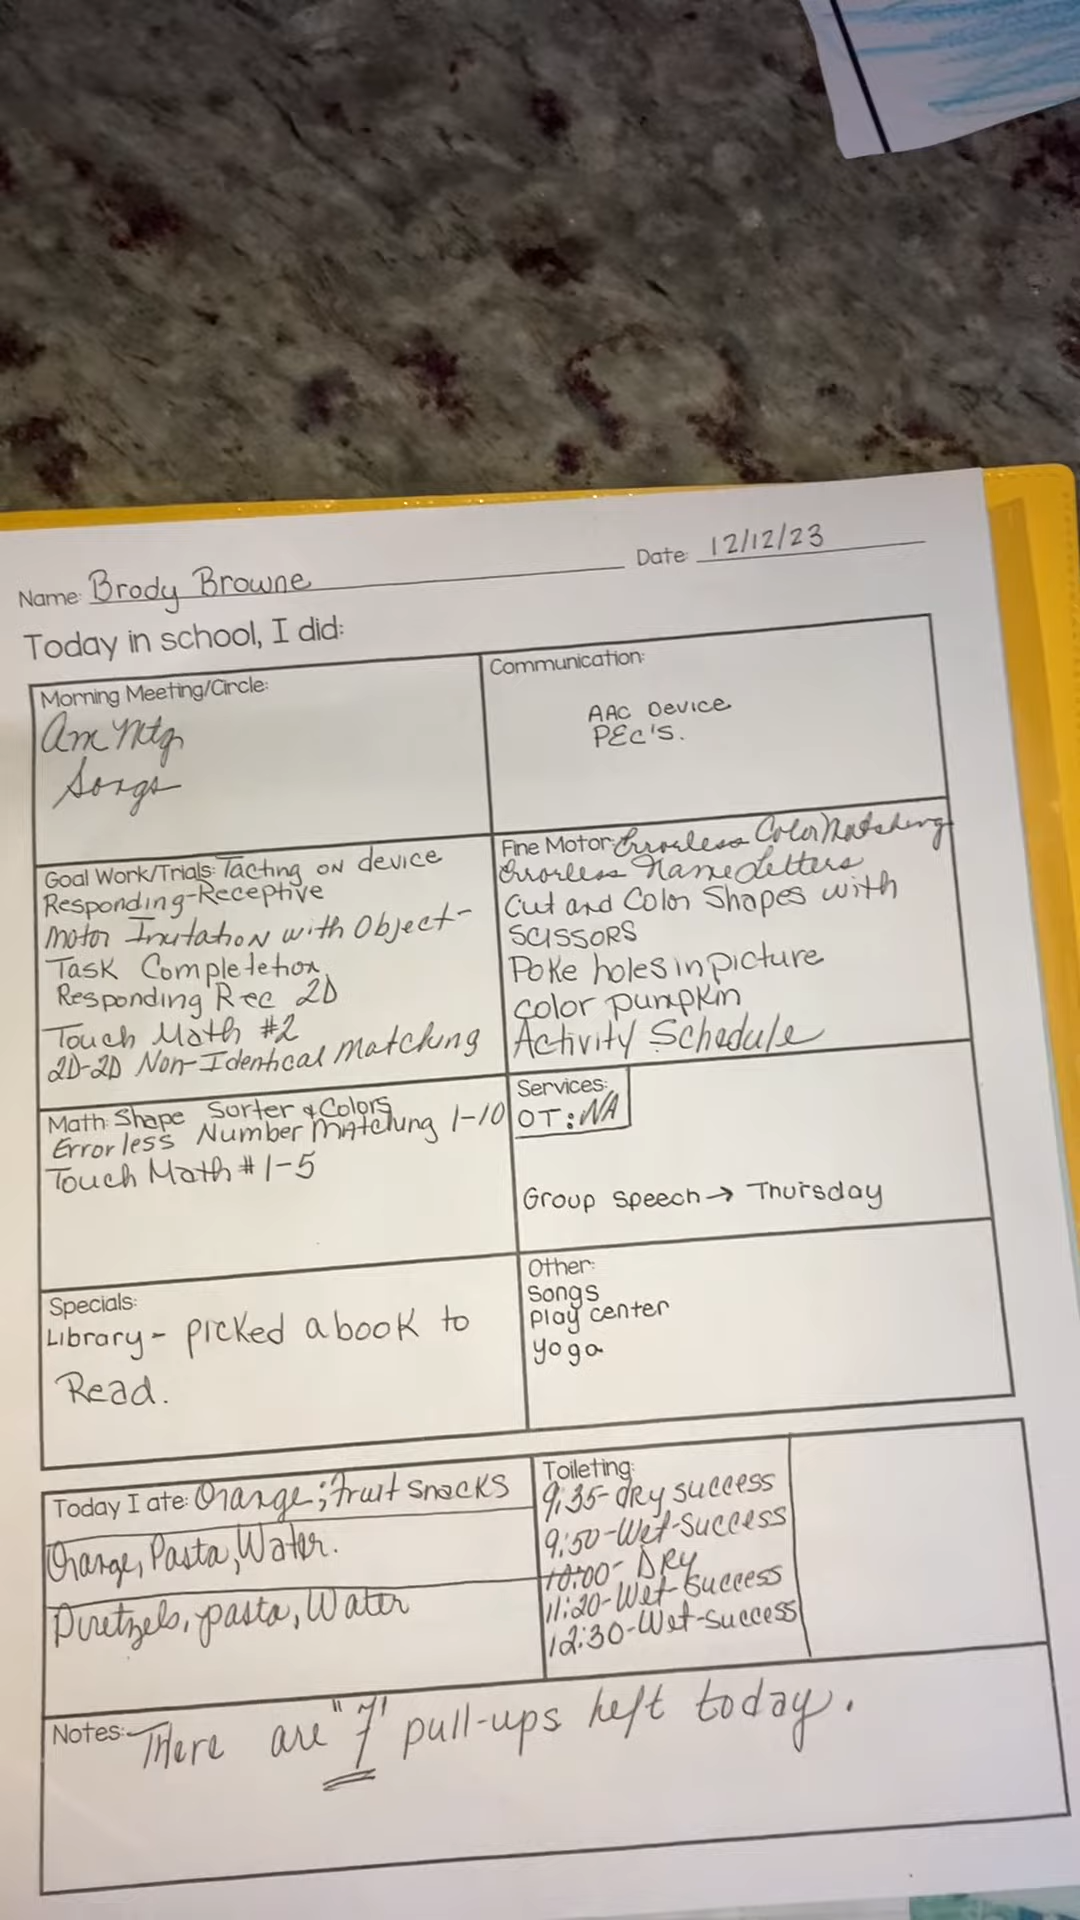 Name: Brody Browne
Date: 12/12/23
Today in school, I did:
Morning Meeting/Circle:
Am Mtg
Songs
Communication:
AAC Device
PEC'S.
Goal Work/Trials: Tacting on device
Responding-Receptive
Motor Imitation with Object-
Task Completetion
Responding Rec 2D
Touch Math #2
2D-2D Non-Identical Matching
Fine Motor: Errorless Color Matching
Errorless Name Letters
Cut and Color Shapes with
Scissors
Poke holes in picture
color pumpkin
Activity Schedule
Math: Shape Sorter & Colors
Errorless Number Matching 1-10
Touch Math #1-5
Services:
OT: NA
Group Speech → Thursday
Specials:
Library - picked a book to
Read.
Other:
Songs
Play center
yoga
Today I ate: Orange; fruit snacks
Orange, Pasta, Water.
Pretzels, pasta, Water
Toileting:
9:35-dry success
9:50-Wet-Success
10:00- DRY
11:20-Wet-Success
12:30-Wet-Success
Notes: There are "7" pull-ups left today.